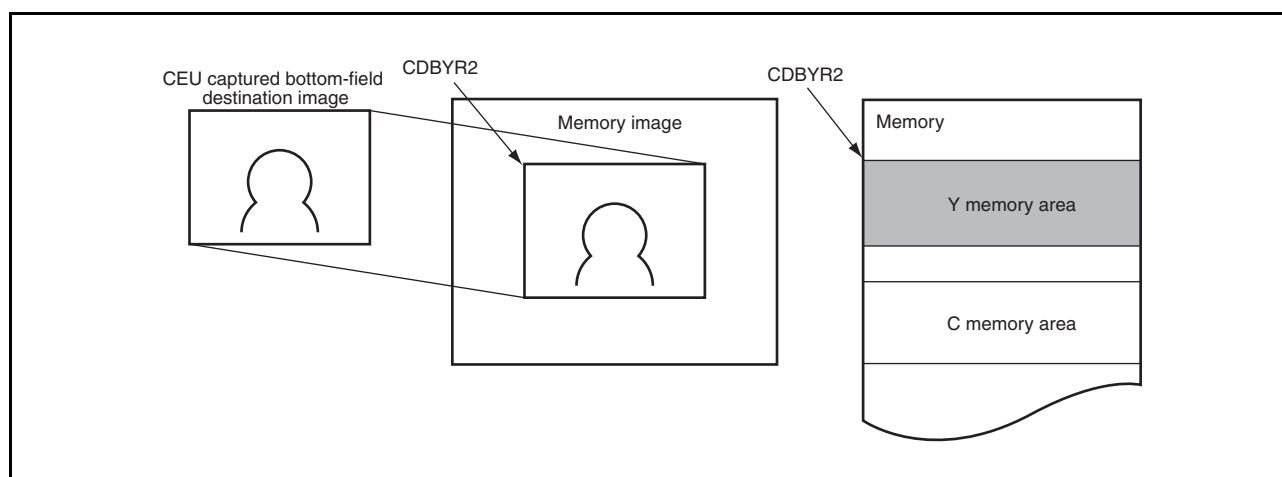 CEU captured bottom-field
destination image
CDBYR2
Memory image
CDBYR2
Memory
Y memory area
C memory area